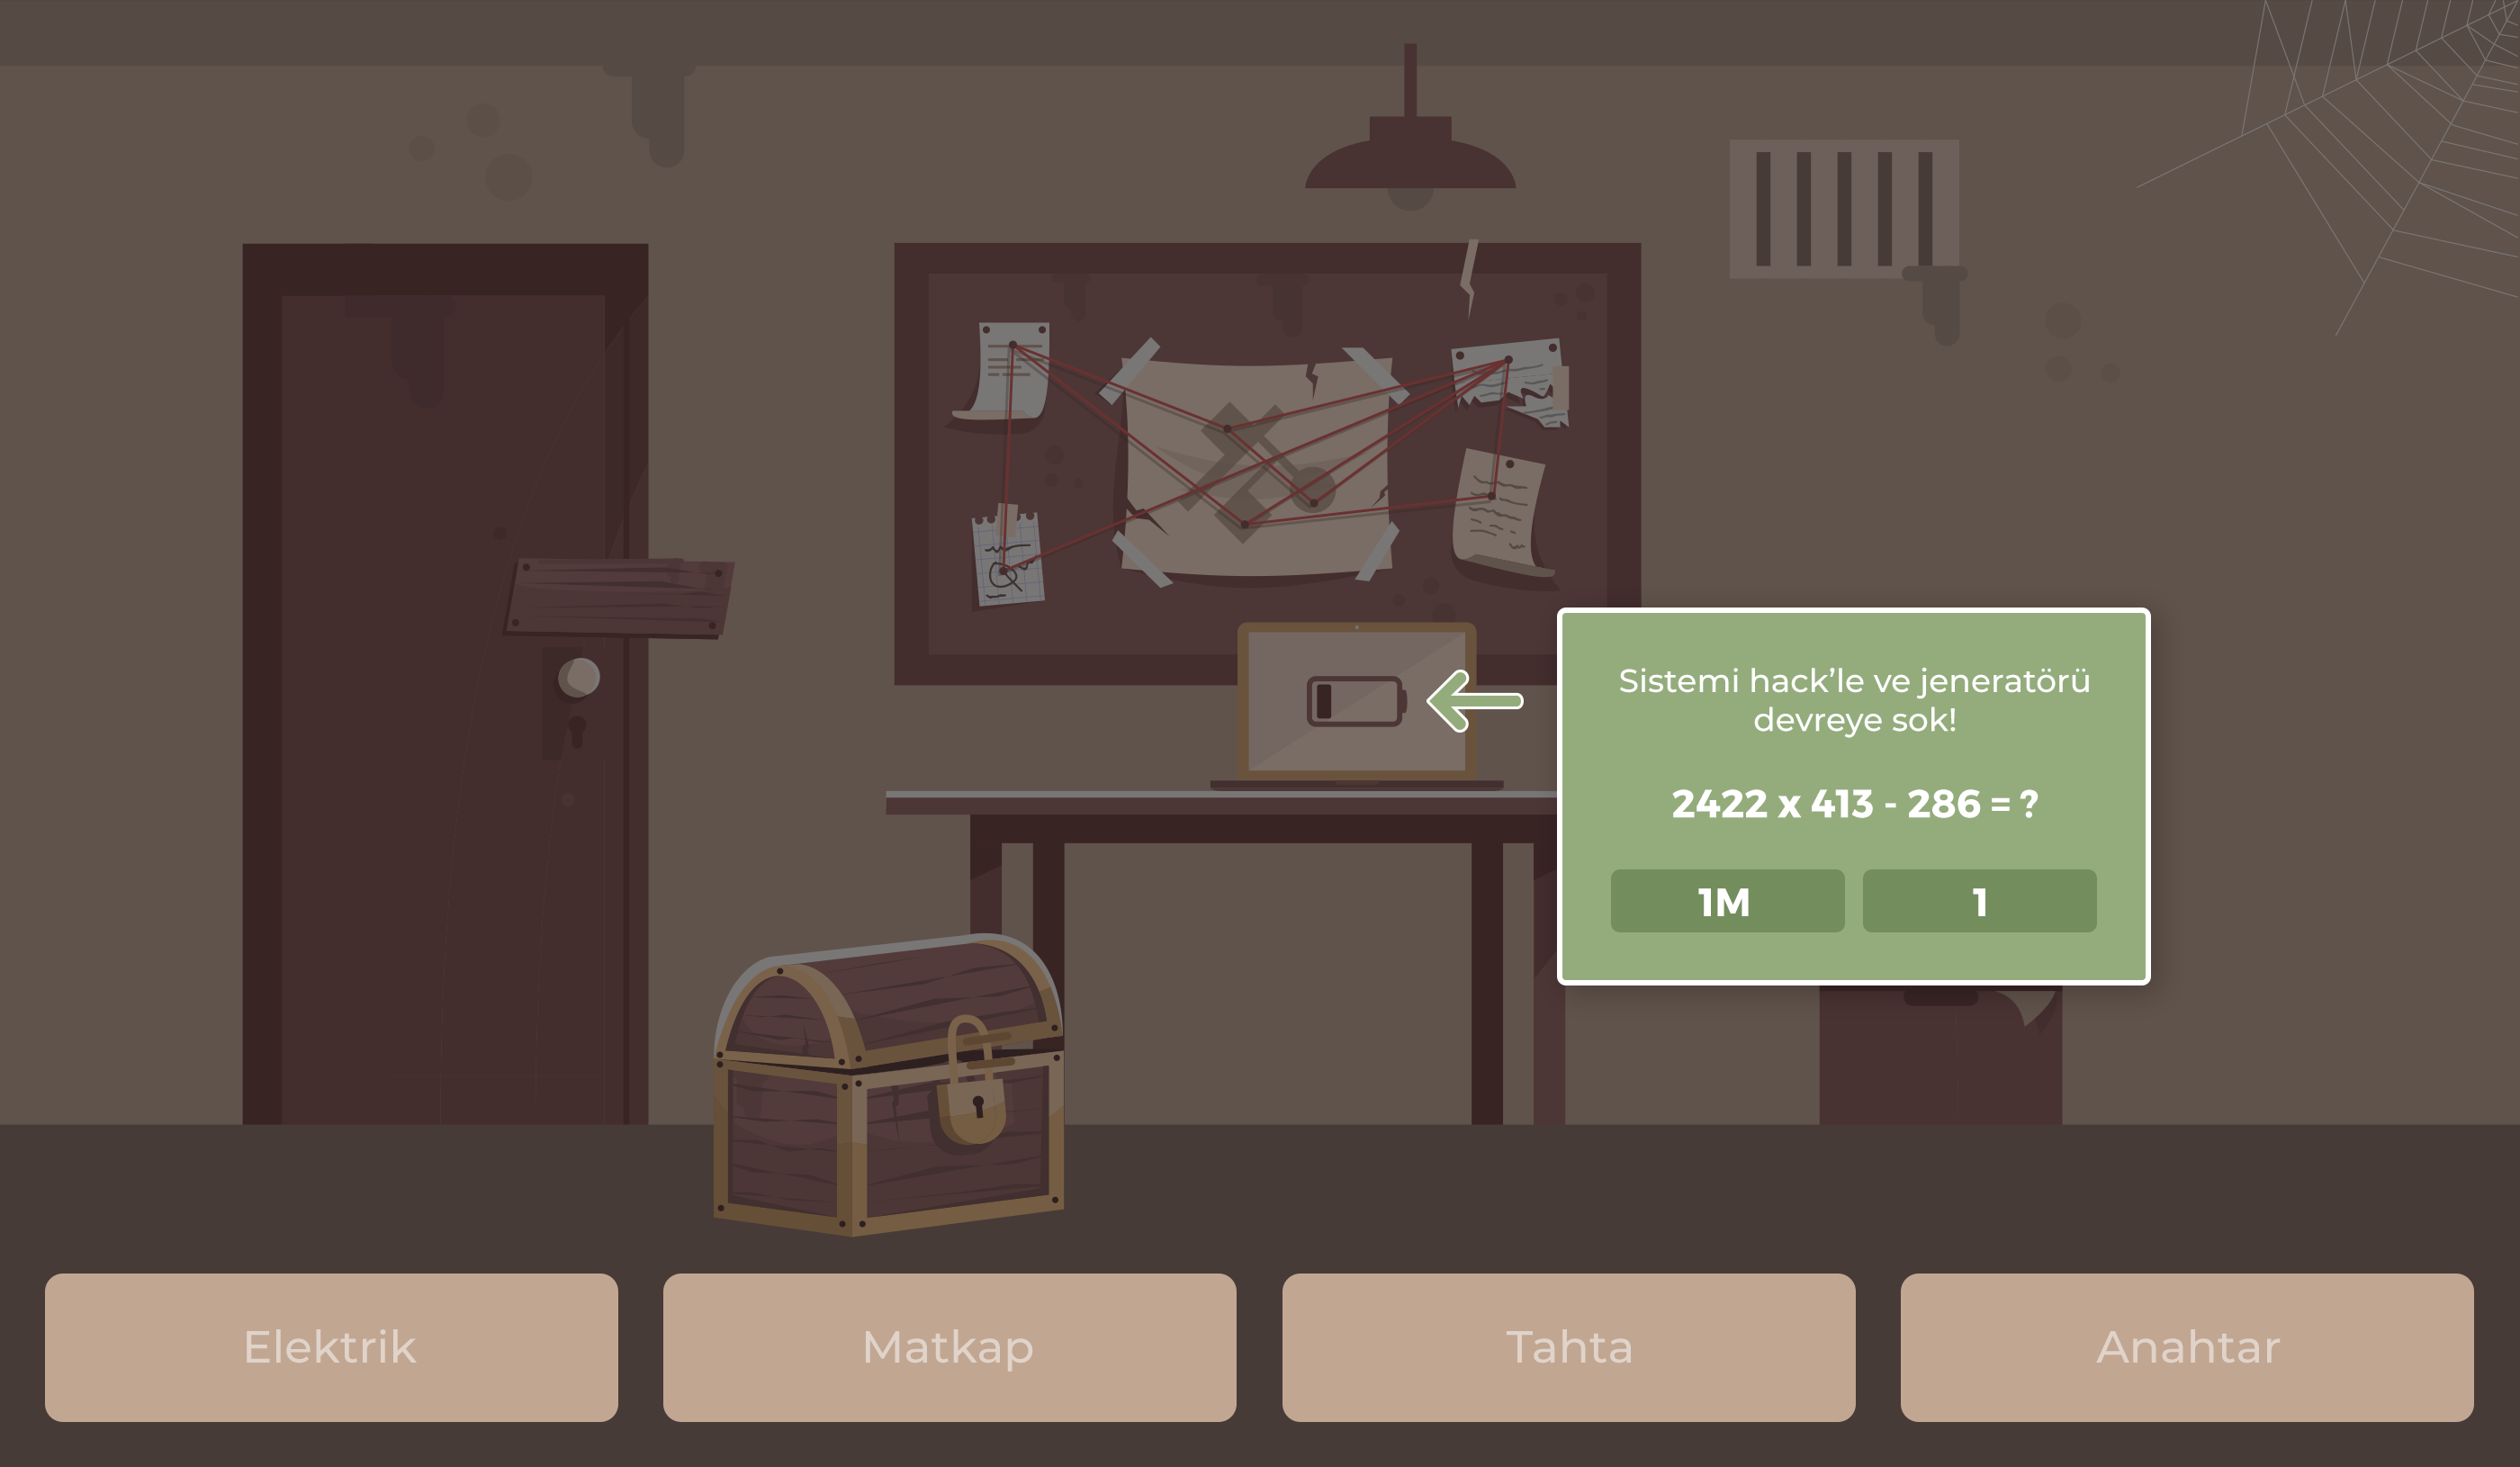 Sistemi hack'le ve jeneratörü
devreye sok!
2422 x 413 - 286 = ?
1M
1
Elektrik
Matkap
Tahta
Anahtar